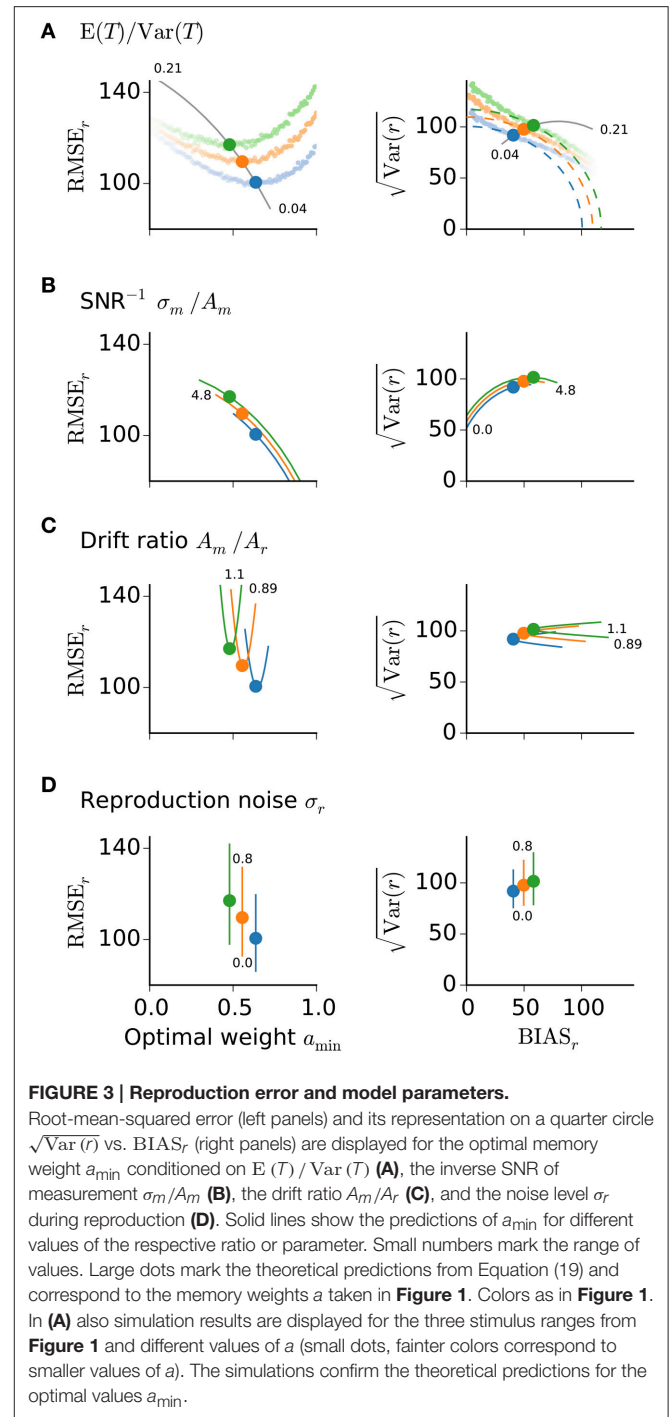 A E(T)/Var(T)
0.21
140
100
RMSE_r
0.04
100
50
0
√Var(r)
0.21
0.04
B SNR⁻¹ σ_m /A_m
140
100
RMSE_r
4.8
100
50
0
√Var(r)
4.8
0.0
C Drift ratio A_m /A_r
140
100
RMSE_r
1.1
0.89
100
50
0
√Var(r)
1.1
0.89
D Reproduction noise σ_r
140
100
RMSE_r
0.8
0.0
0.0 0.5 1.0
Optimal weight a_min
100
50
0
√Var(r)
0.8
0.0
0 50 100
BIAS_r
FIGURE 3 | Reproduction error and model parameters.
Root-mean-squared error (left panels) and its representation on a quarter circle
√Var (r) vs. BIAS_r (right panels) are displayed for the optimal memory
weight a_min conditioned on E (T) / Var (T) (A), the inverse SNR of
measurement σ_m/A_m (B), the drift ratio A_m/A_r (C), and the noise level σ_r
during reproduction (D). Solid lines show the predictions of a_min for different
values of the respective ratio or parameter. Small numbers mark the range of
values. Large dots mark the theoretical predictions from Equation (19) and
correspond to the memory weights a taken in Figure 1. Colors as in Figure 1.
In (A) also simulation results are displayed for the three stimulus ranges from
Figure 1 and different values of a (small dots, fainter colors correspond to
smaller values of a). The simulations confirm the theoretical predictions for the
optimal values a_min.